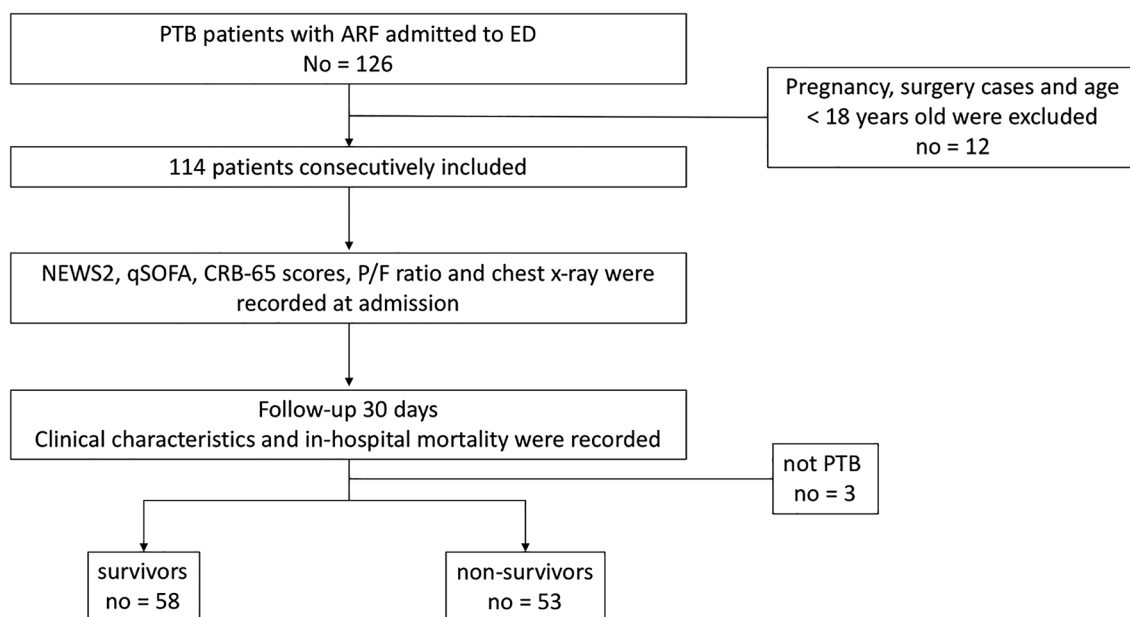 PTB patients with ARF admitted to ED
No = 126
Pregnancy, surgery cases and age
< 18 years old were excluded
no = 12
114 patients consecutively included
NEWS2, qSOFA, CRB-65 scores, P/F ratio and chest x-ray were
recorded at admission
Follow-up 30 days
Clinical characteristics and in-hospital mortality were recorded
not PTB
no = 3
survivors
no = 58
non-survivors
no = 53